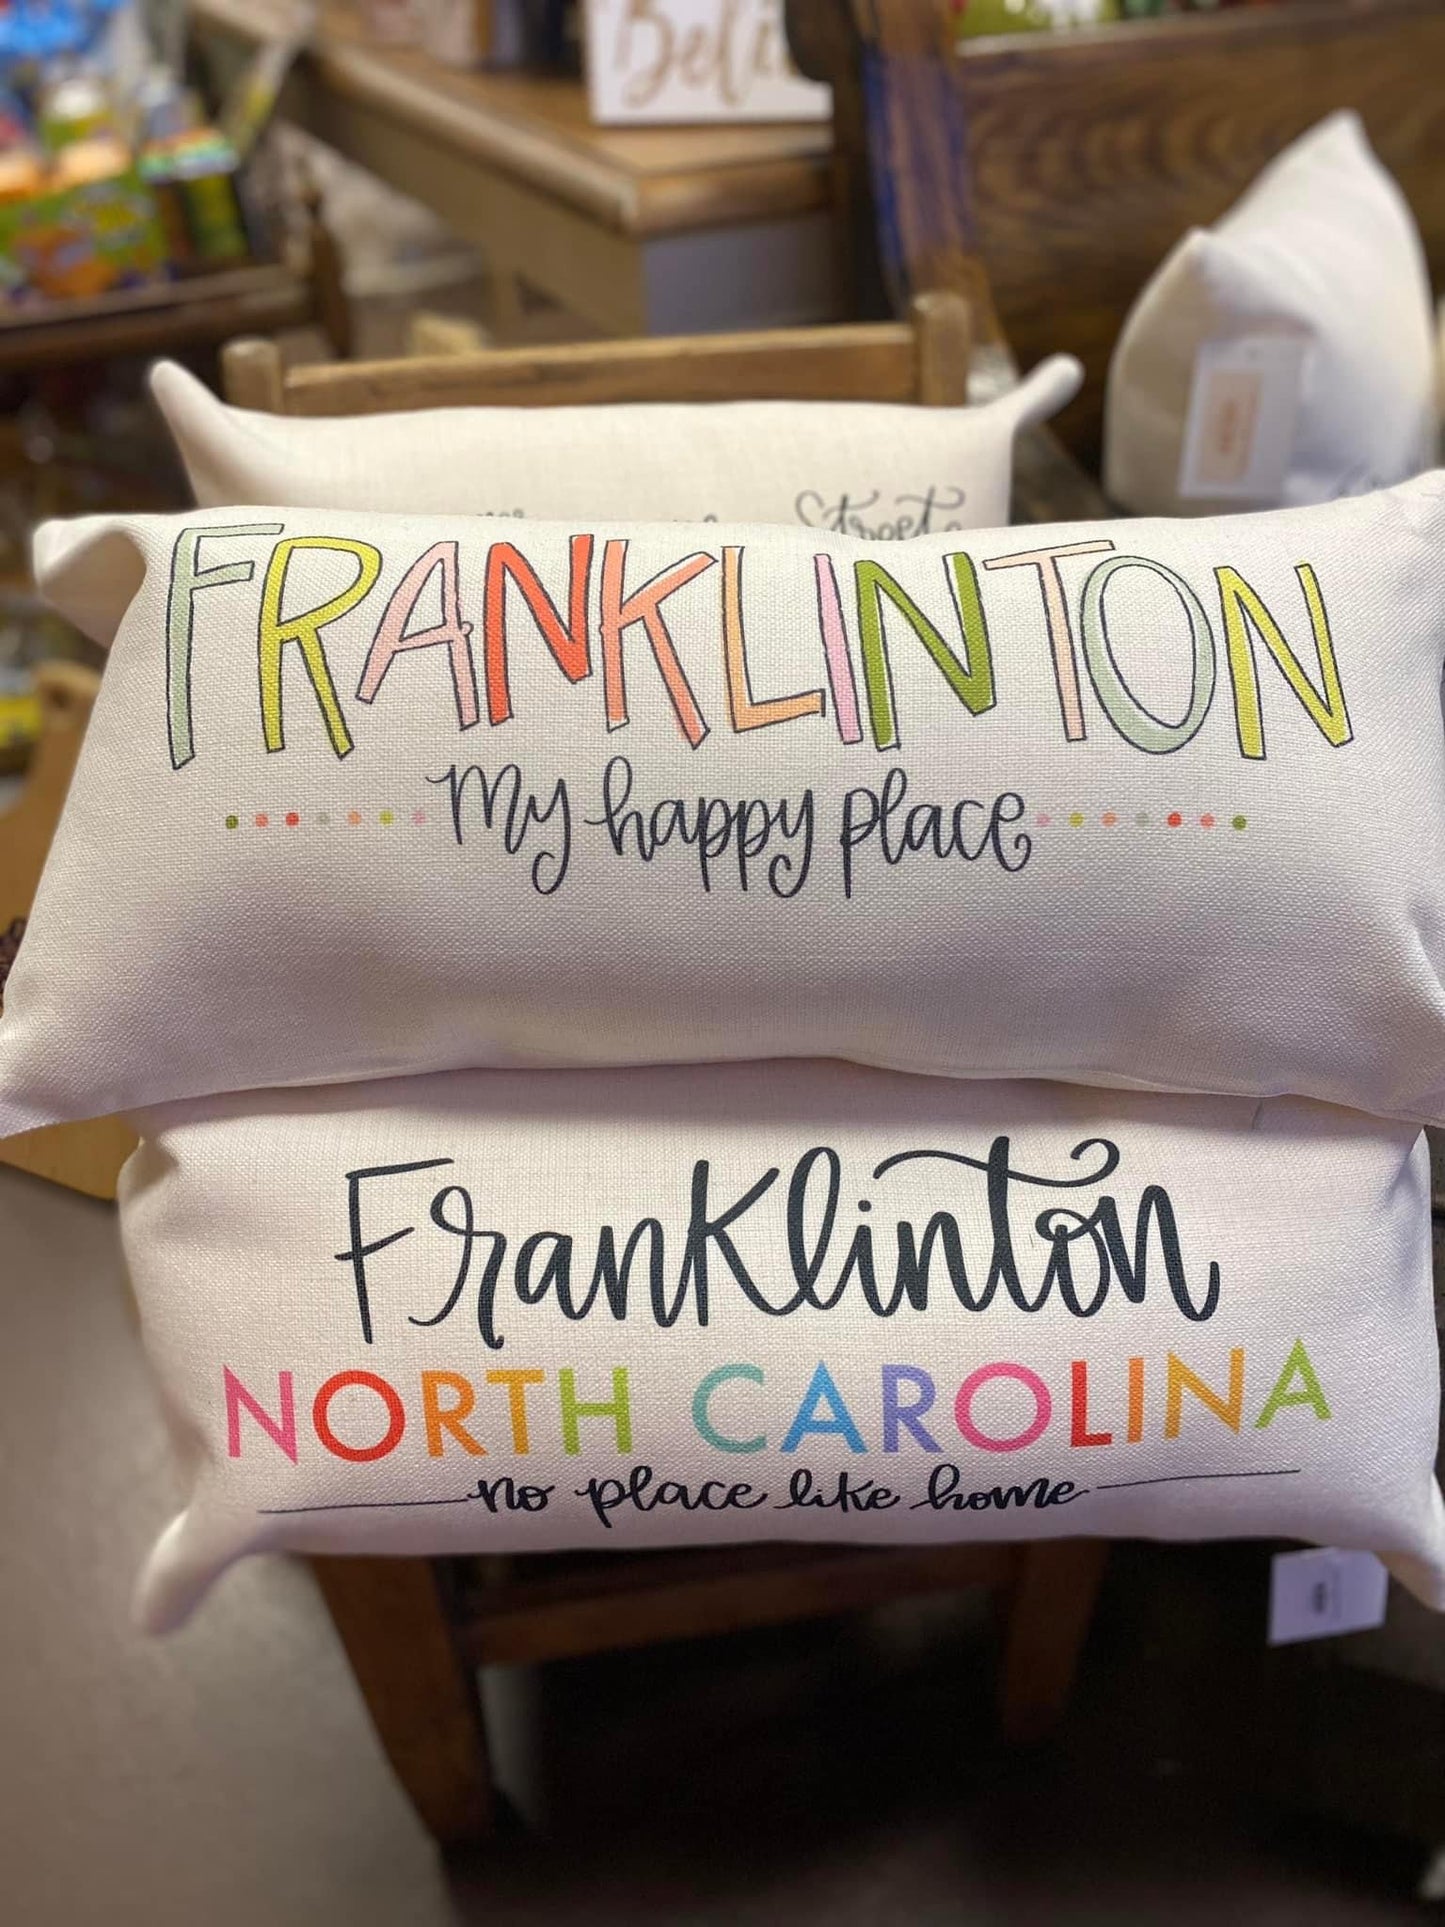 Street
FRANKLINTON
My happy place
Franklinton
NORTH CAROLINA
no place like home